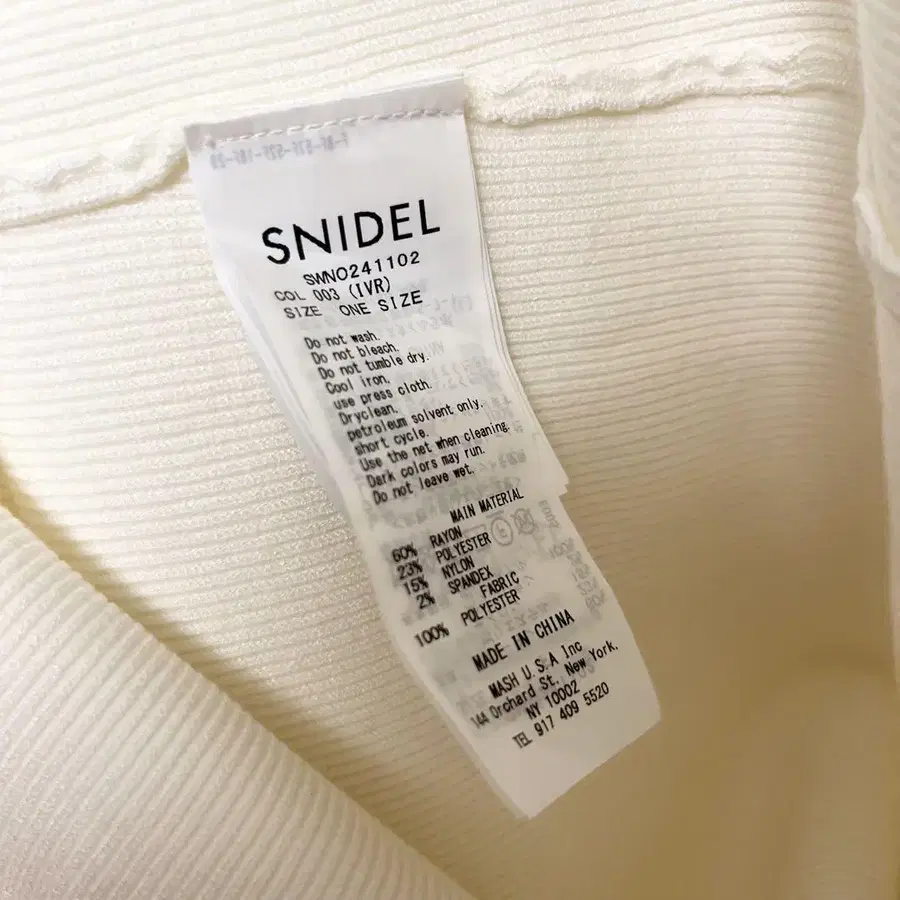 SNIDEL
SWNO241102
COL 003 (IVR)
SIZE ONE SIZE
Do not wash.
Do not bleach.
Do not tumble dry.
Cool iron.
use press cloth.
Dryclean.
petroleum solvent only.
short cycle.
Use the net when cleaning.
Dark colors may run.
Do not leave wet.
MAIN MATERIAL
60% RAYON
23% POLYESTER
15% NYLON
2% SPANDEX
FABRIC
100% POLYESTER
MADE IN CHINA
MASH U.S.A Inc
144 Orchard St. New York.
NY 10002
TEL 917 409 5520